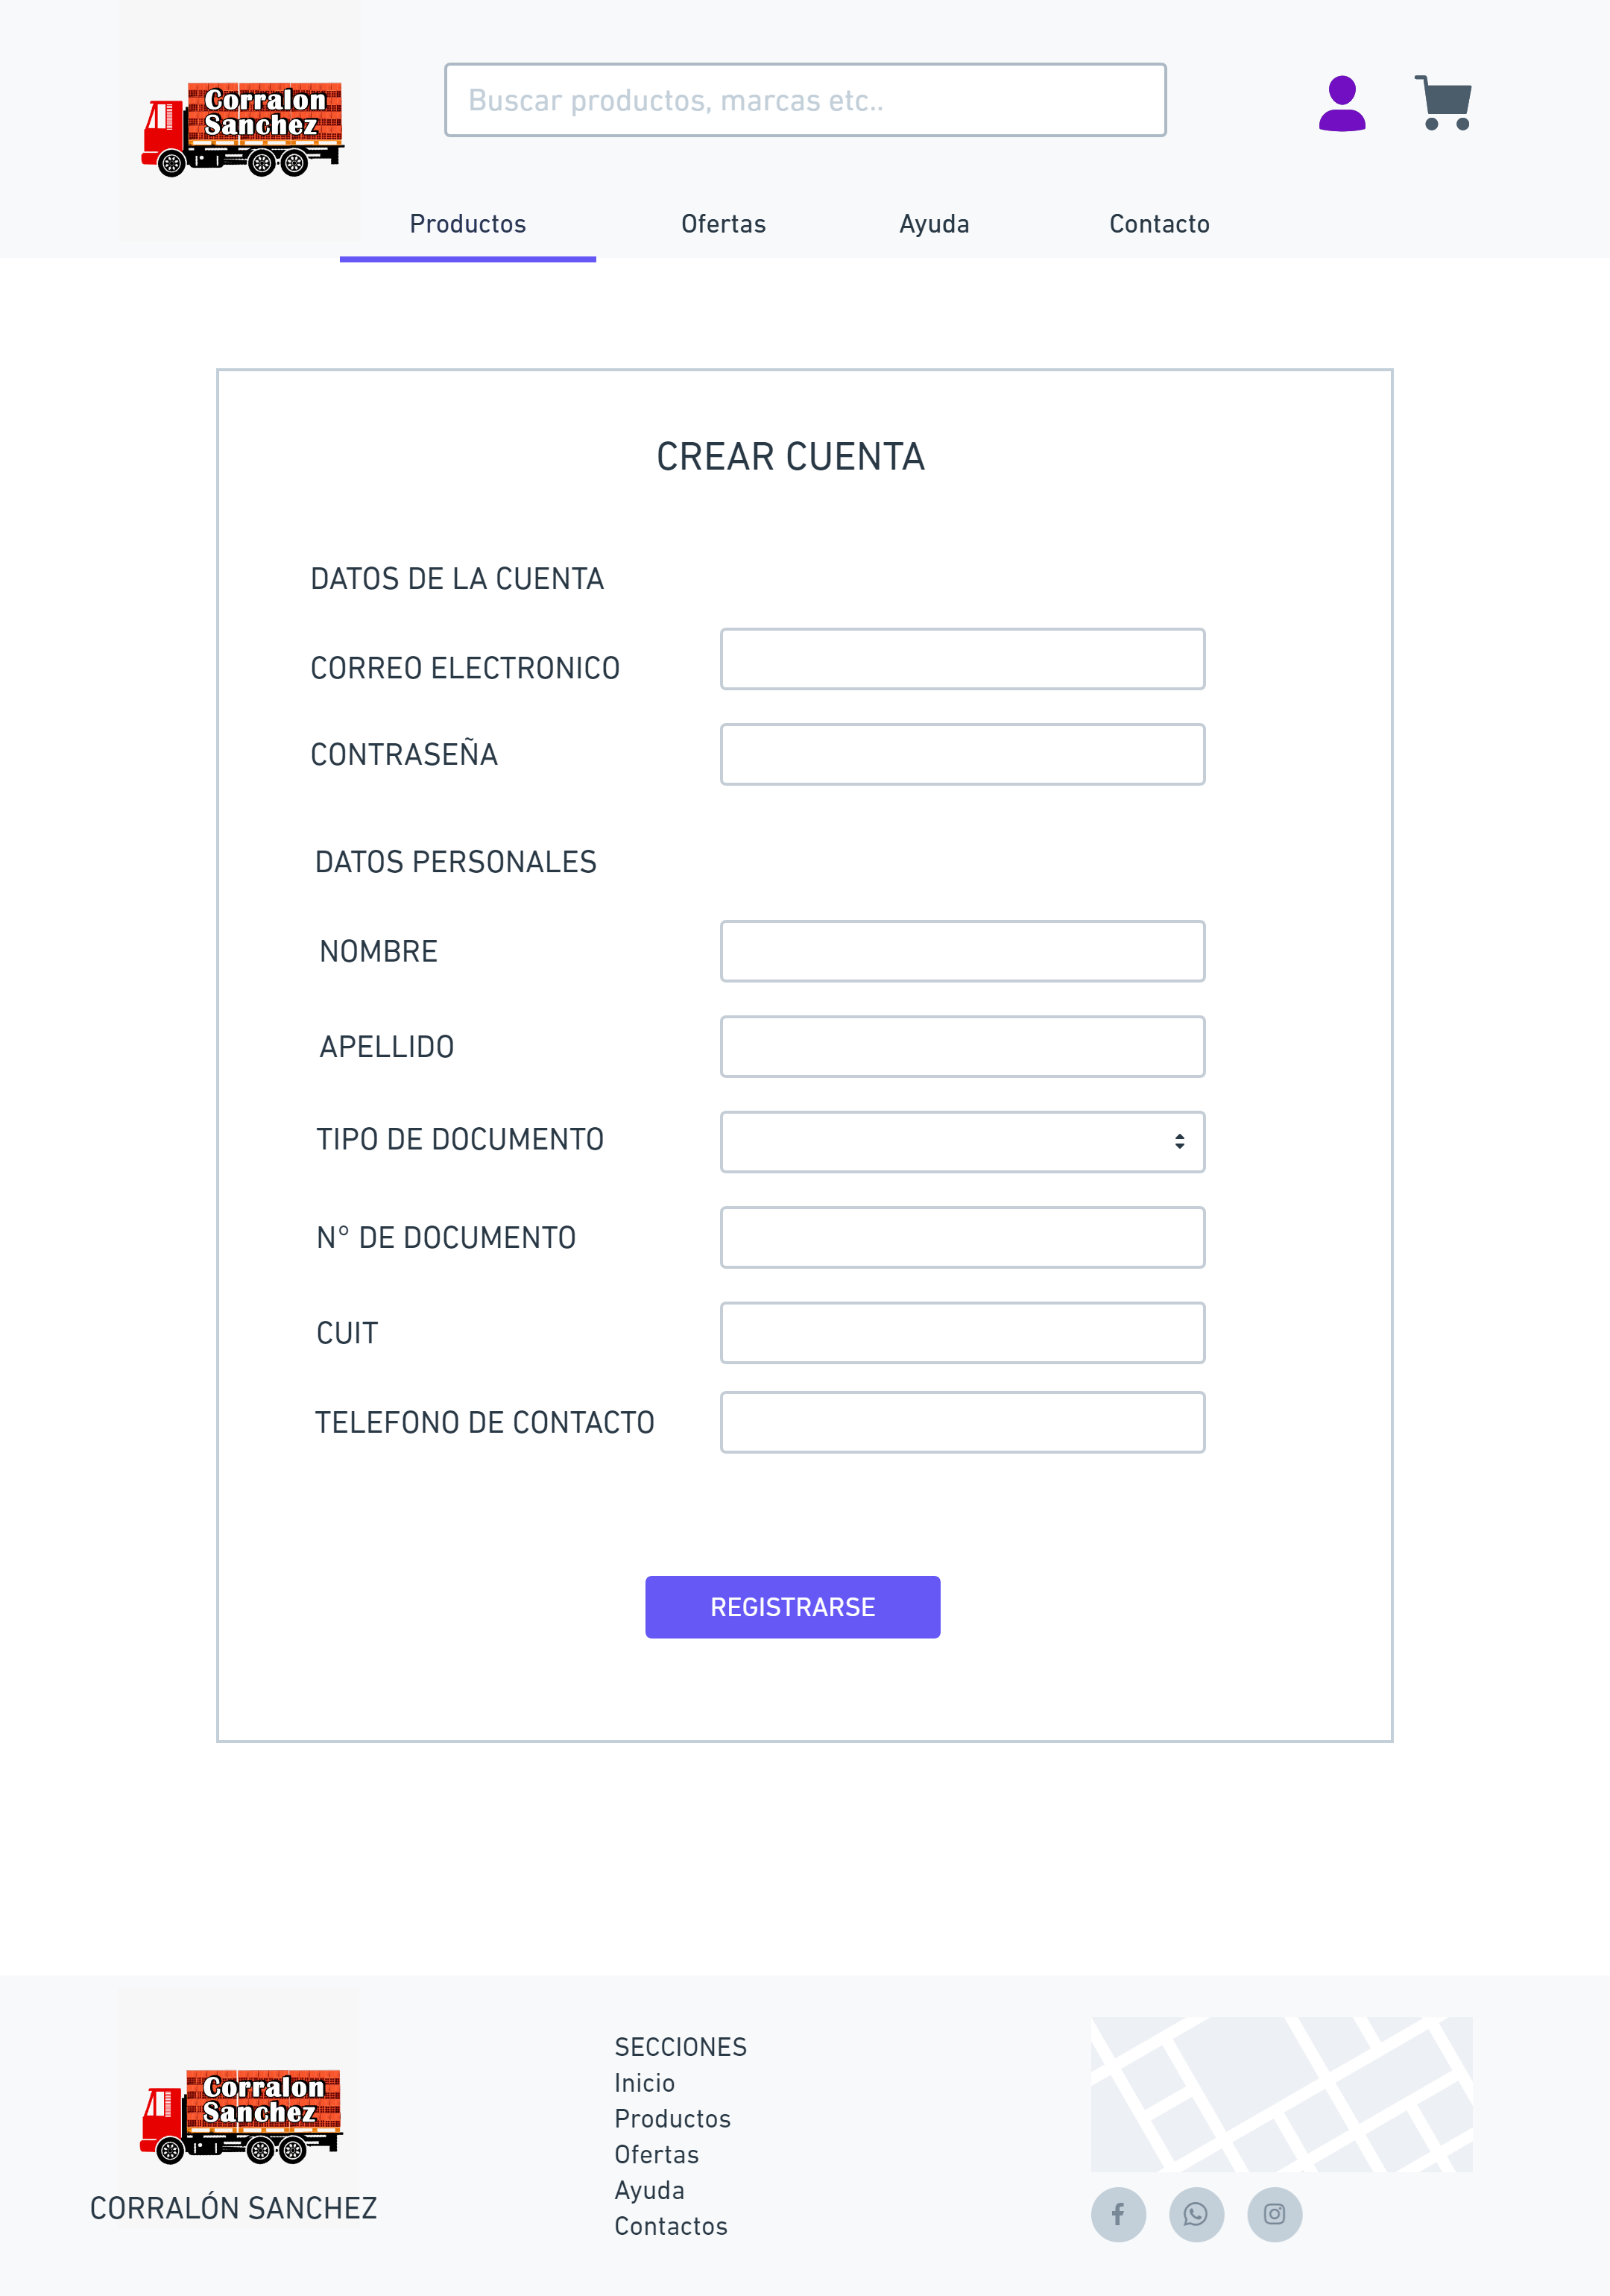 Corralon
Sanchez
Buscar productos, marcas etc..
Productos
Ofertas
Ayuda
Contacto
CREAR CUENTA
DATOS DE LA CUENTA
CORREO ELECTRONICO
CONTRASEÑA
DATOS PERSONALES
NOMBRE
APELLIDO
TIPO DE DOCUMENTO
N° DE DOCUMENTO
CUIT
TELEFONO DE CONTACTO
REGISTRARSE
Corralon
Sanchez
CORRALÓN SANCHEZ
SECCIONES
Inicio
Productos
Ofertas
Ayuda
Contactos